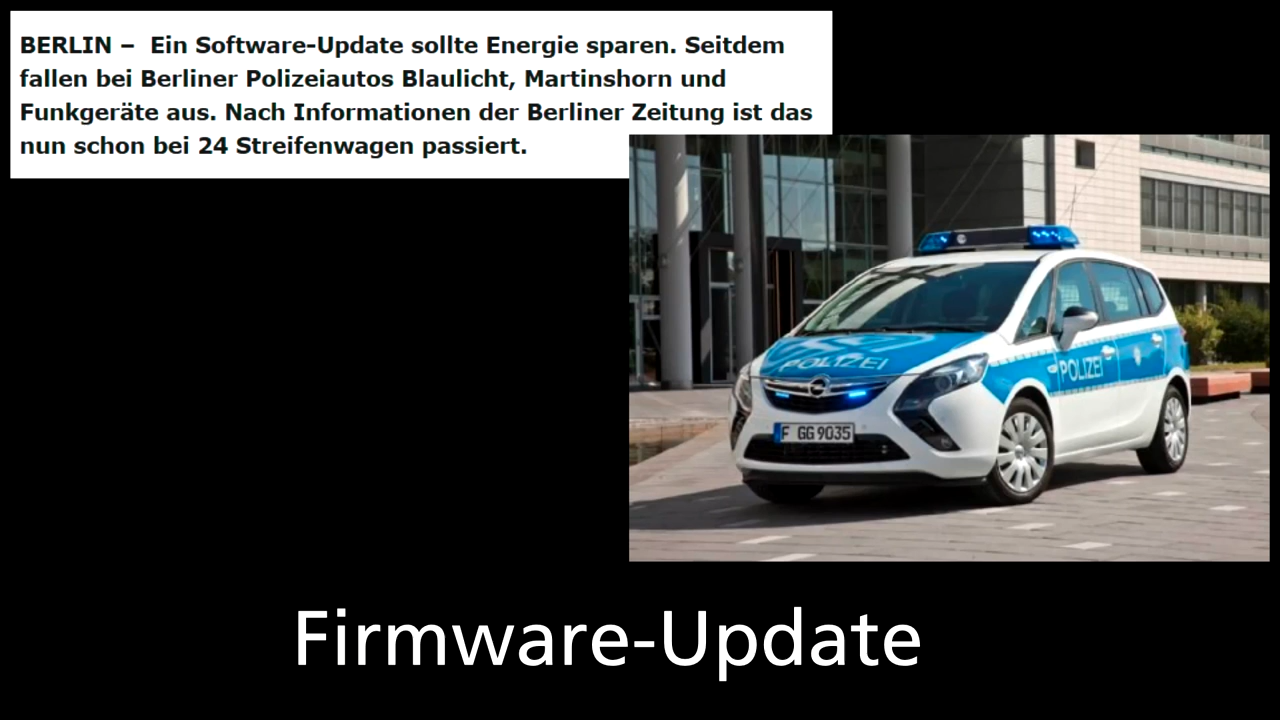 BERLIN –  Ein Software-Update sollte Energie sparen. Seitdem
fallen bei Berliner Polizeiautos Blaulicht, Martinshorn und
Funkgeräte aus. Nach Informationen der Berliner Zeitung ist das
nun schon bei 24 Streifenwagen passiert.
POLIZEI
POLIZEI
F GG 9035
Firmware-Update